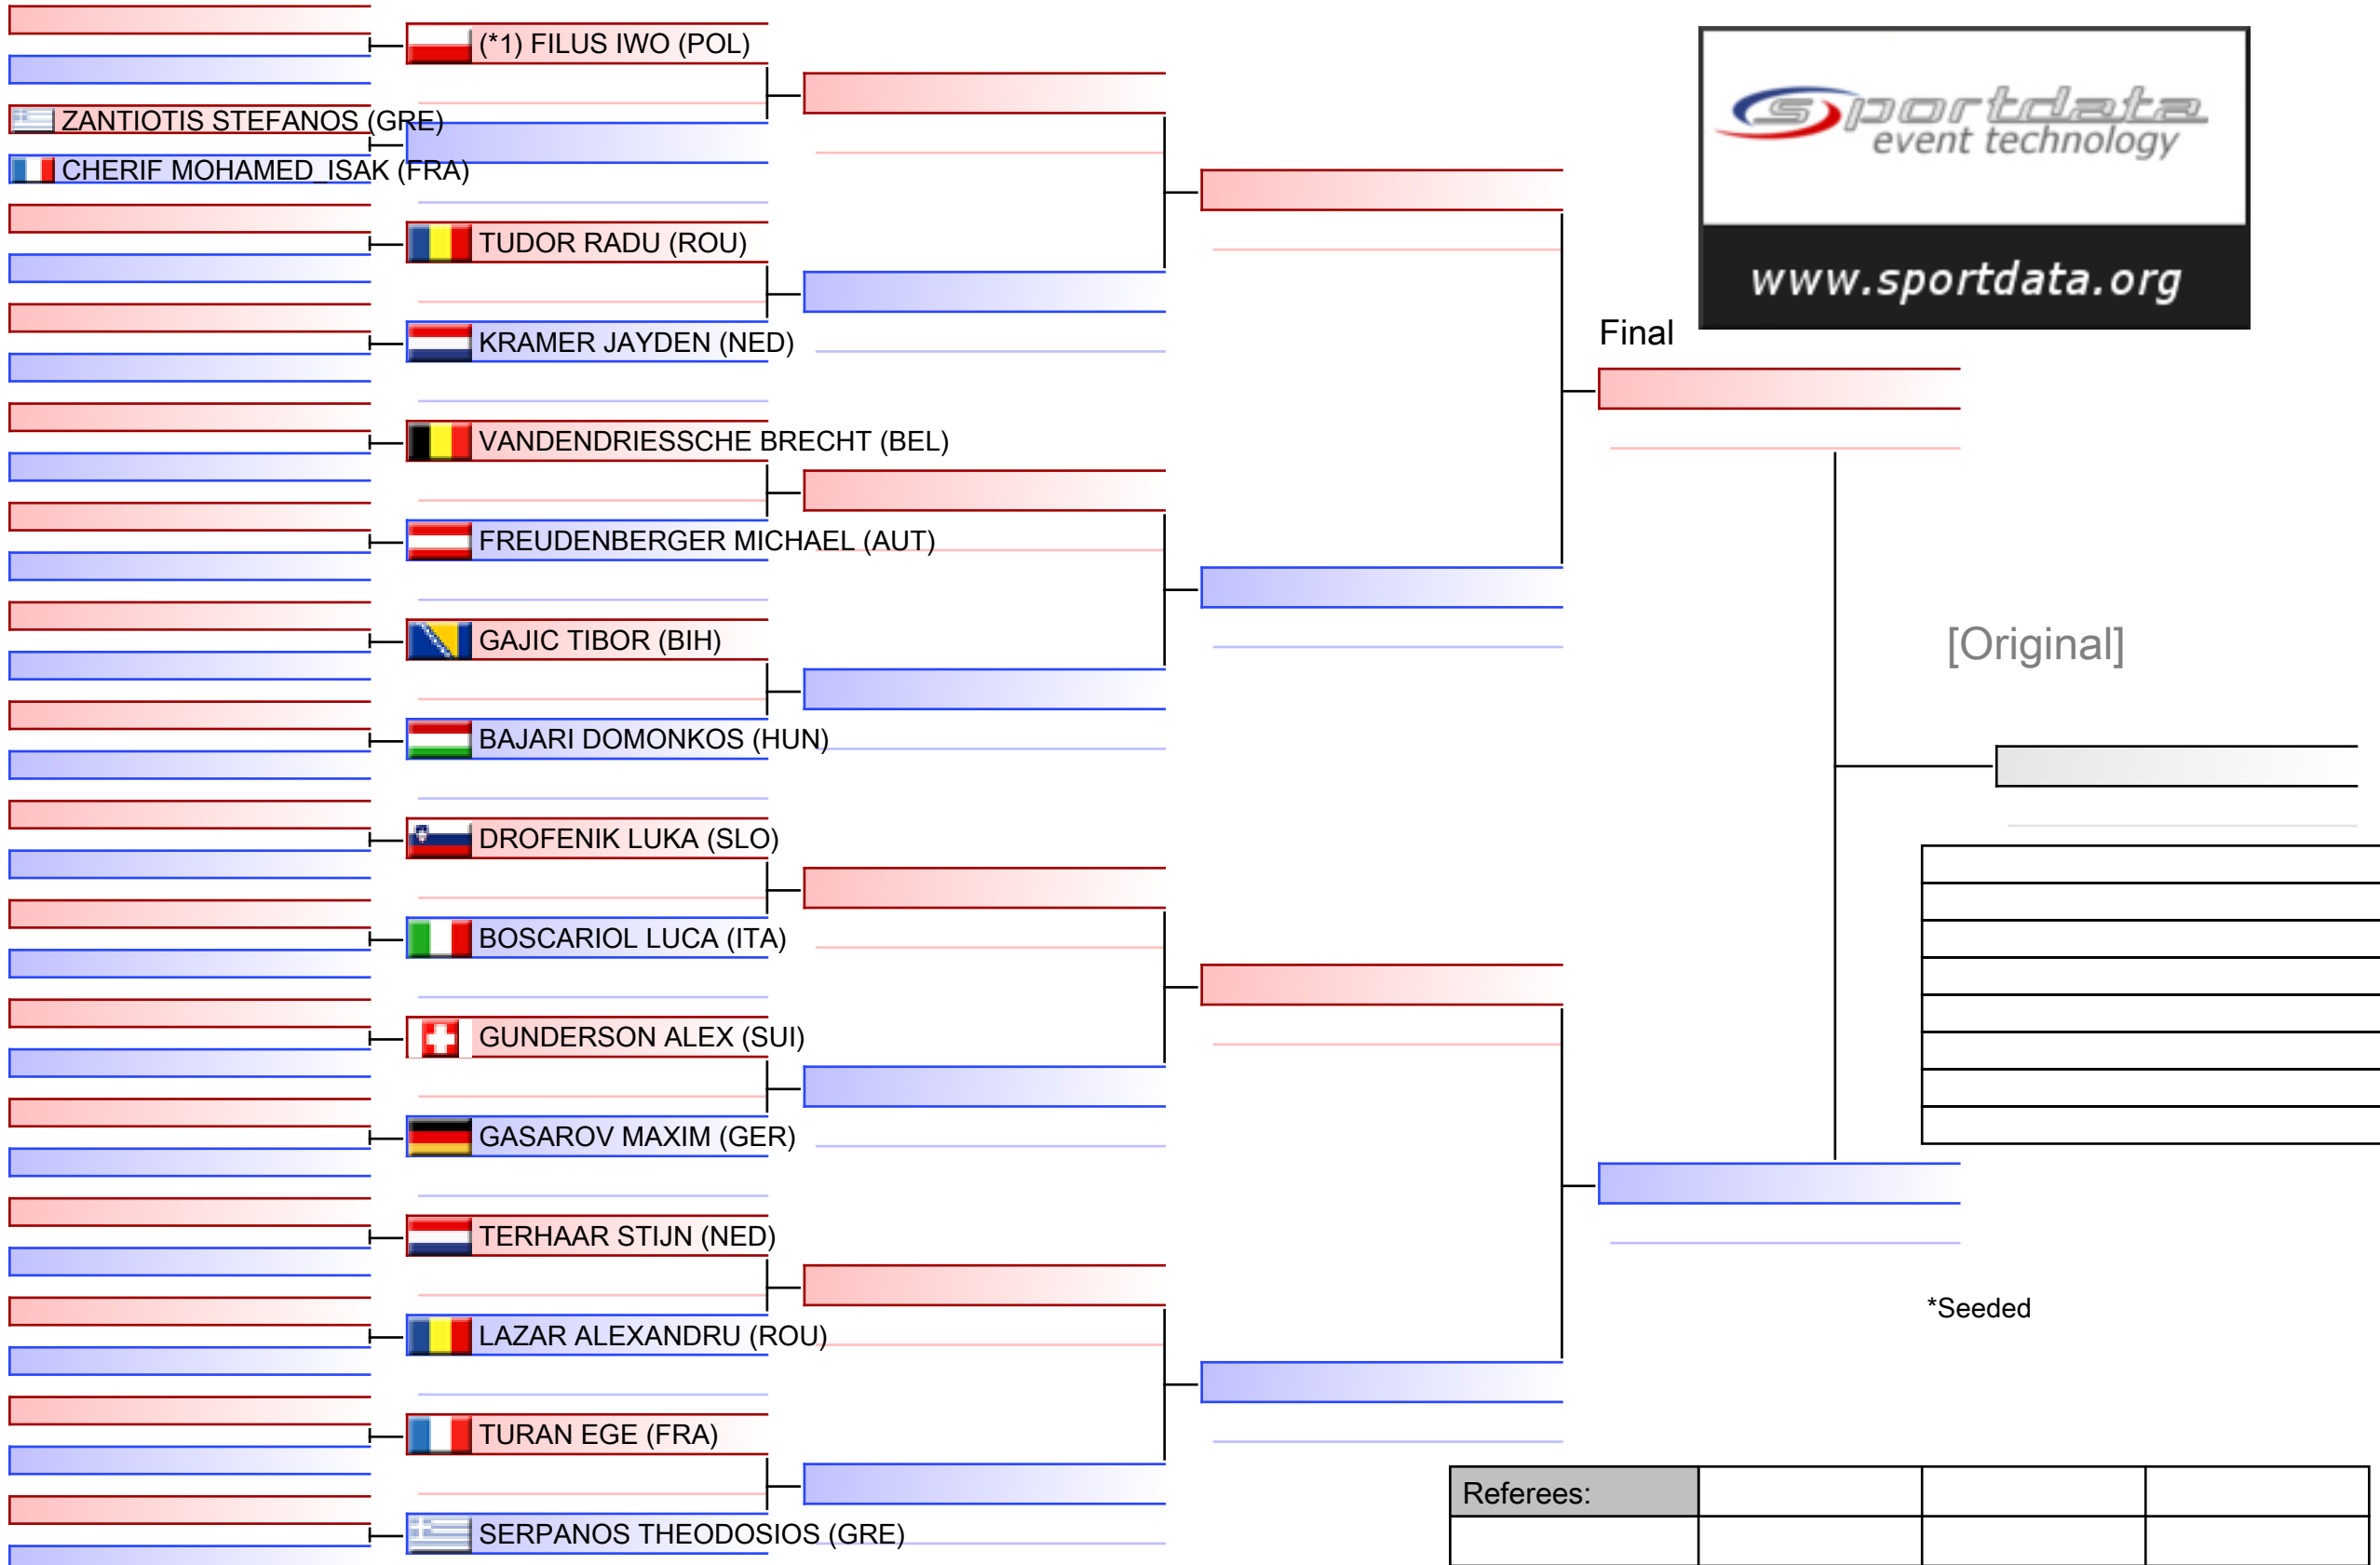 (*1) FILUS IWO (POL)
ZANTIOTIS STEFANOS (GRE)
CHERIF MOHAMED_ISAK (FRA)
TUDOR RADU (ROU)
KRAMER JAYDEN (NED)
VANDENDRIESSCHE BRECHT (BEL)
FREUDENBERGER MICHAEL (AUT)
GAJIC TIBOR (BIH)
BAJARI DOMONKOS (HUN)
DROFENIK LUKA (SLO)
BOSCARIOL LUCA (ITA)
GUNDERSON ALEX (SUI)
GASAROV MAXIM (GER)
TERHAAR STIJN (NED)
LAZAR ALEXANDRU (ROU)
TURAN EGE (FRA)
SERPANOS THEODOSIOS (GRE)
sportdata
event technology
www.sportdata.org
Final
[Original]
*Seeded
Referees: